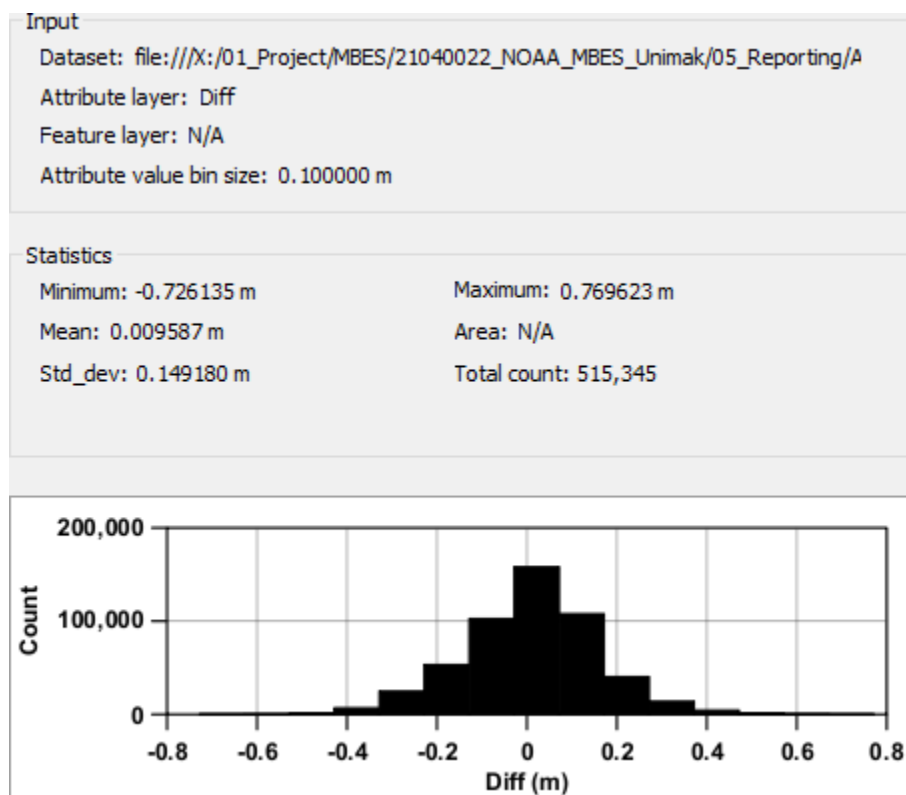 Input
Dataset: file:///X:/01_Project/MBES/21040022_NOAA_MBES_Unimak/05_Reporting/A
Attribute layer: Diff
Feature layer: N/A
Attribute value bin size: 0.100000 m
Statistics
Minimum: -0.726135 m Maximum: 0.769623 m
Mean: 0.009587 m Area: N/A
Std_dev: 0.149180 m Total count: 515,345
200,000
100,000
0
Count
-0.8 -0.6 -0.4 -0.2 0 0.2 0.4 0.6 0.8
Diff (m)